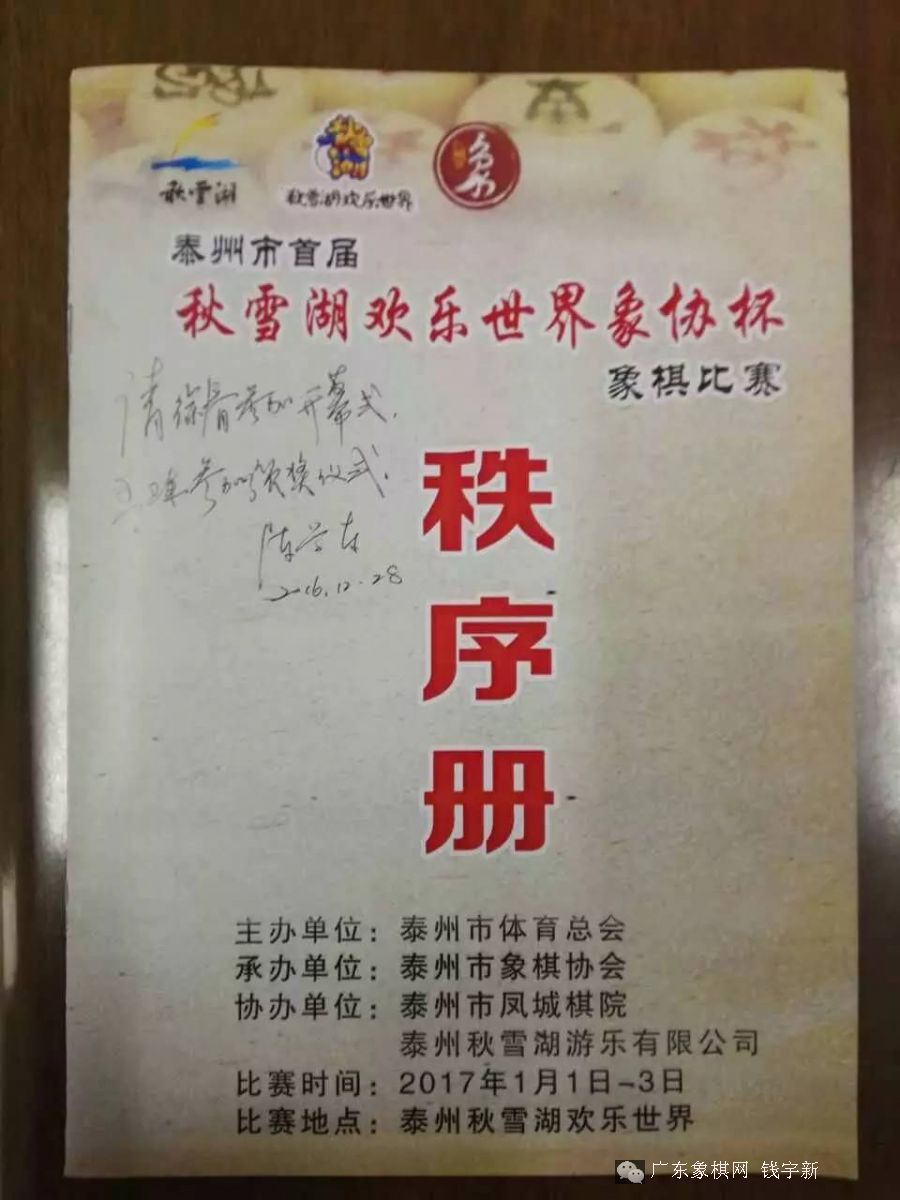 秋雪湖
秋雪湖欢乐世界
泰州市首届
秋雪湖欢乐世界象协杯
象棋比赛
请徐骨参加开幕式.
参加颁奖仪式.
陈学东
2016.12.28
秩
序
册
主办单位：泰州市体育总会
承办单位：泰州市象棋协会
协办单位：泰州市凤城棋院
泰州秋雪湖游乐有限公司
比赛时间：2017年1月1日-3日
比赛地点：泰州秋雪湖欢乐世界
广东象棋网 钱字新